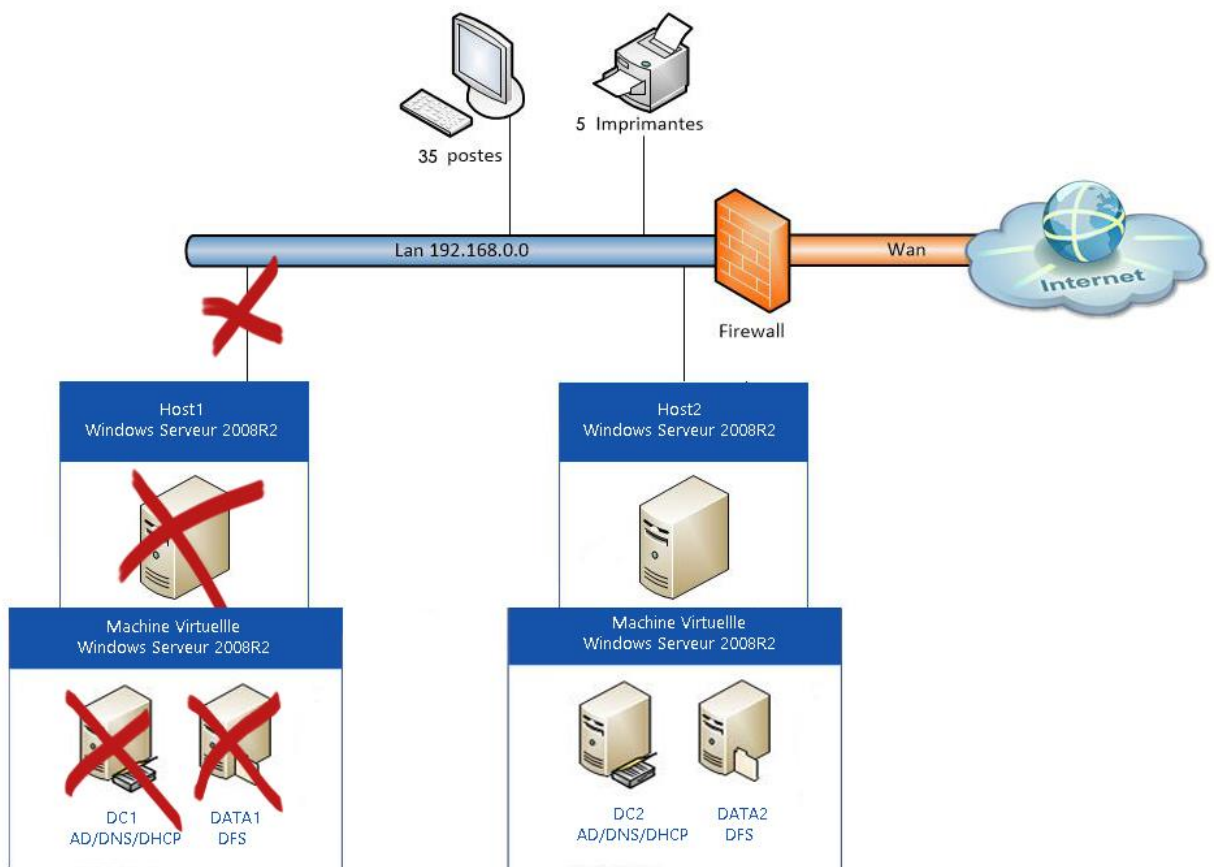 5 Imprimantes
35 postes
Lan 192.168.0.0
Wan
Internet
Firewall
Host1
Windows Serveur 2008R2
Host2
Windows Serveur 2008R2
Machine Virtuellle
Windows Serveur 2008R2
Machine Virtuellle
Windows Serveur 2008R2
DC1
AD/DNS/DHCP
DATA1
DFS
DC2
AD/DNS/DHCP
DATA2
DFS